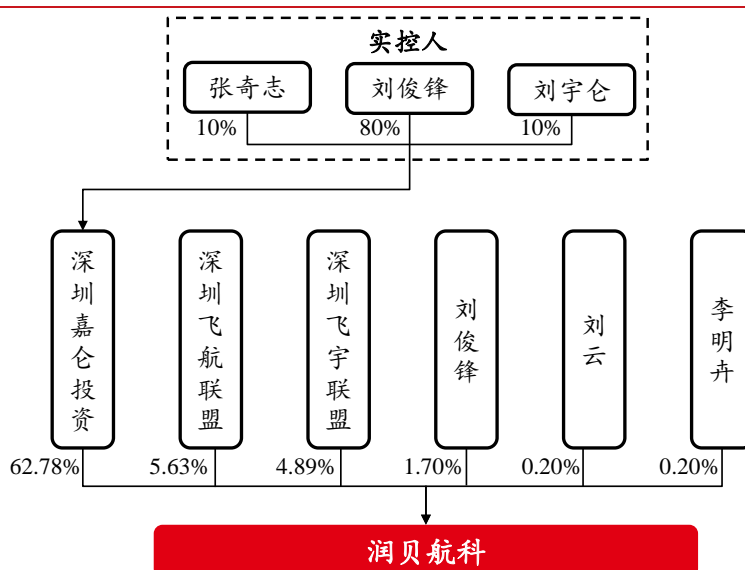 实控人
张奇志
刘俊锋
刘宇仑
10%
80%
10%
深圳嘉仑投资
深圳飞航联盟
深圳飞宇联盟
刘俊锋
刘云
李明卉
62.78%
5.63%
4.89%
1.70%
0.20%
0.20%
润贝航科